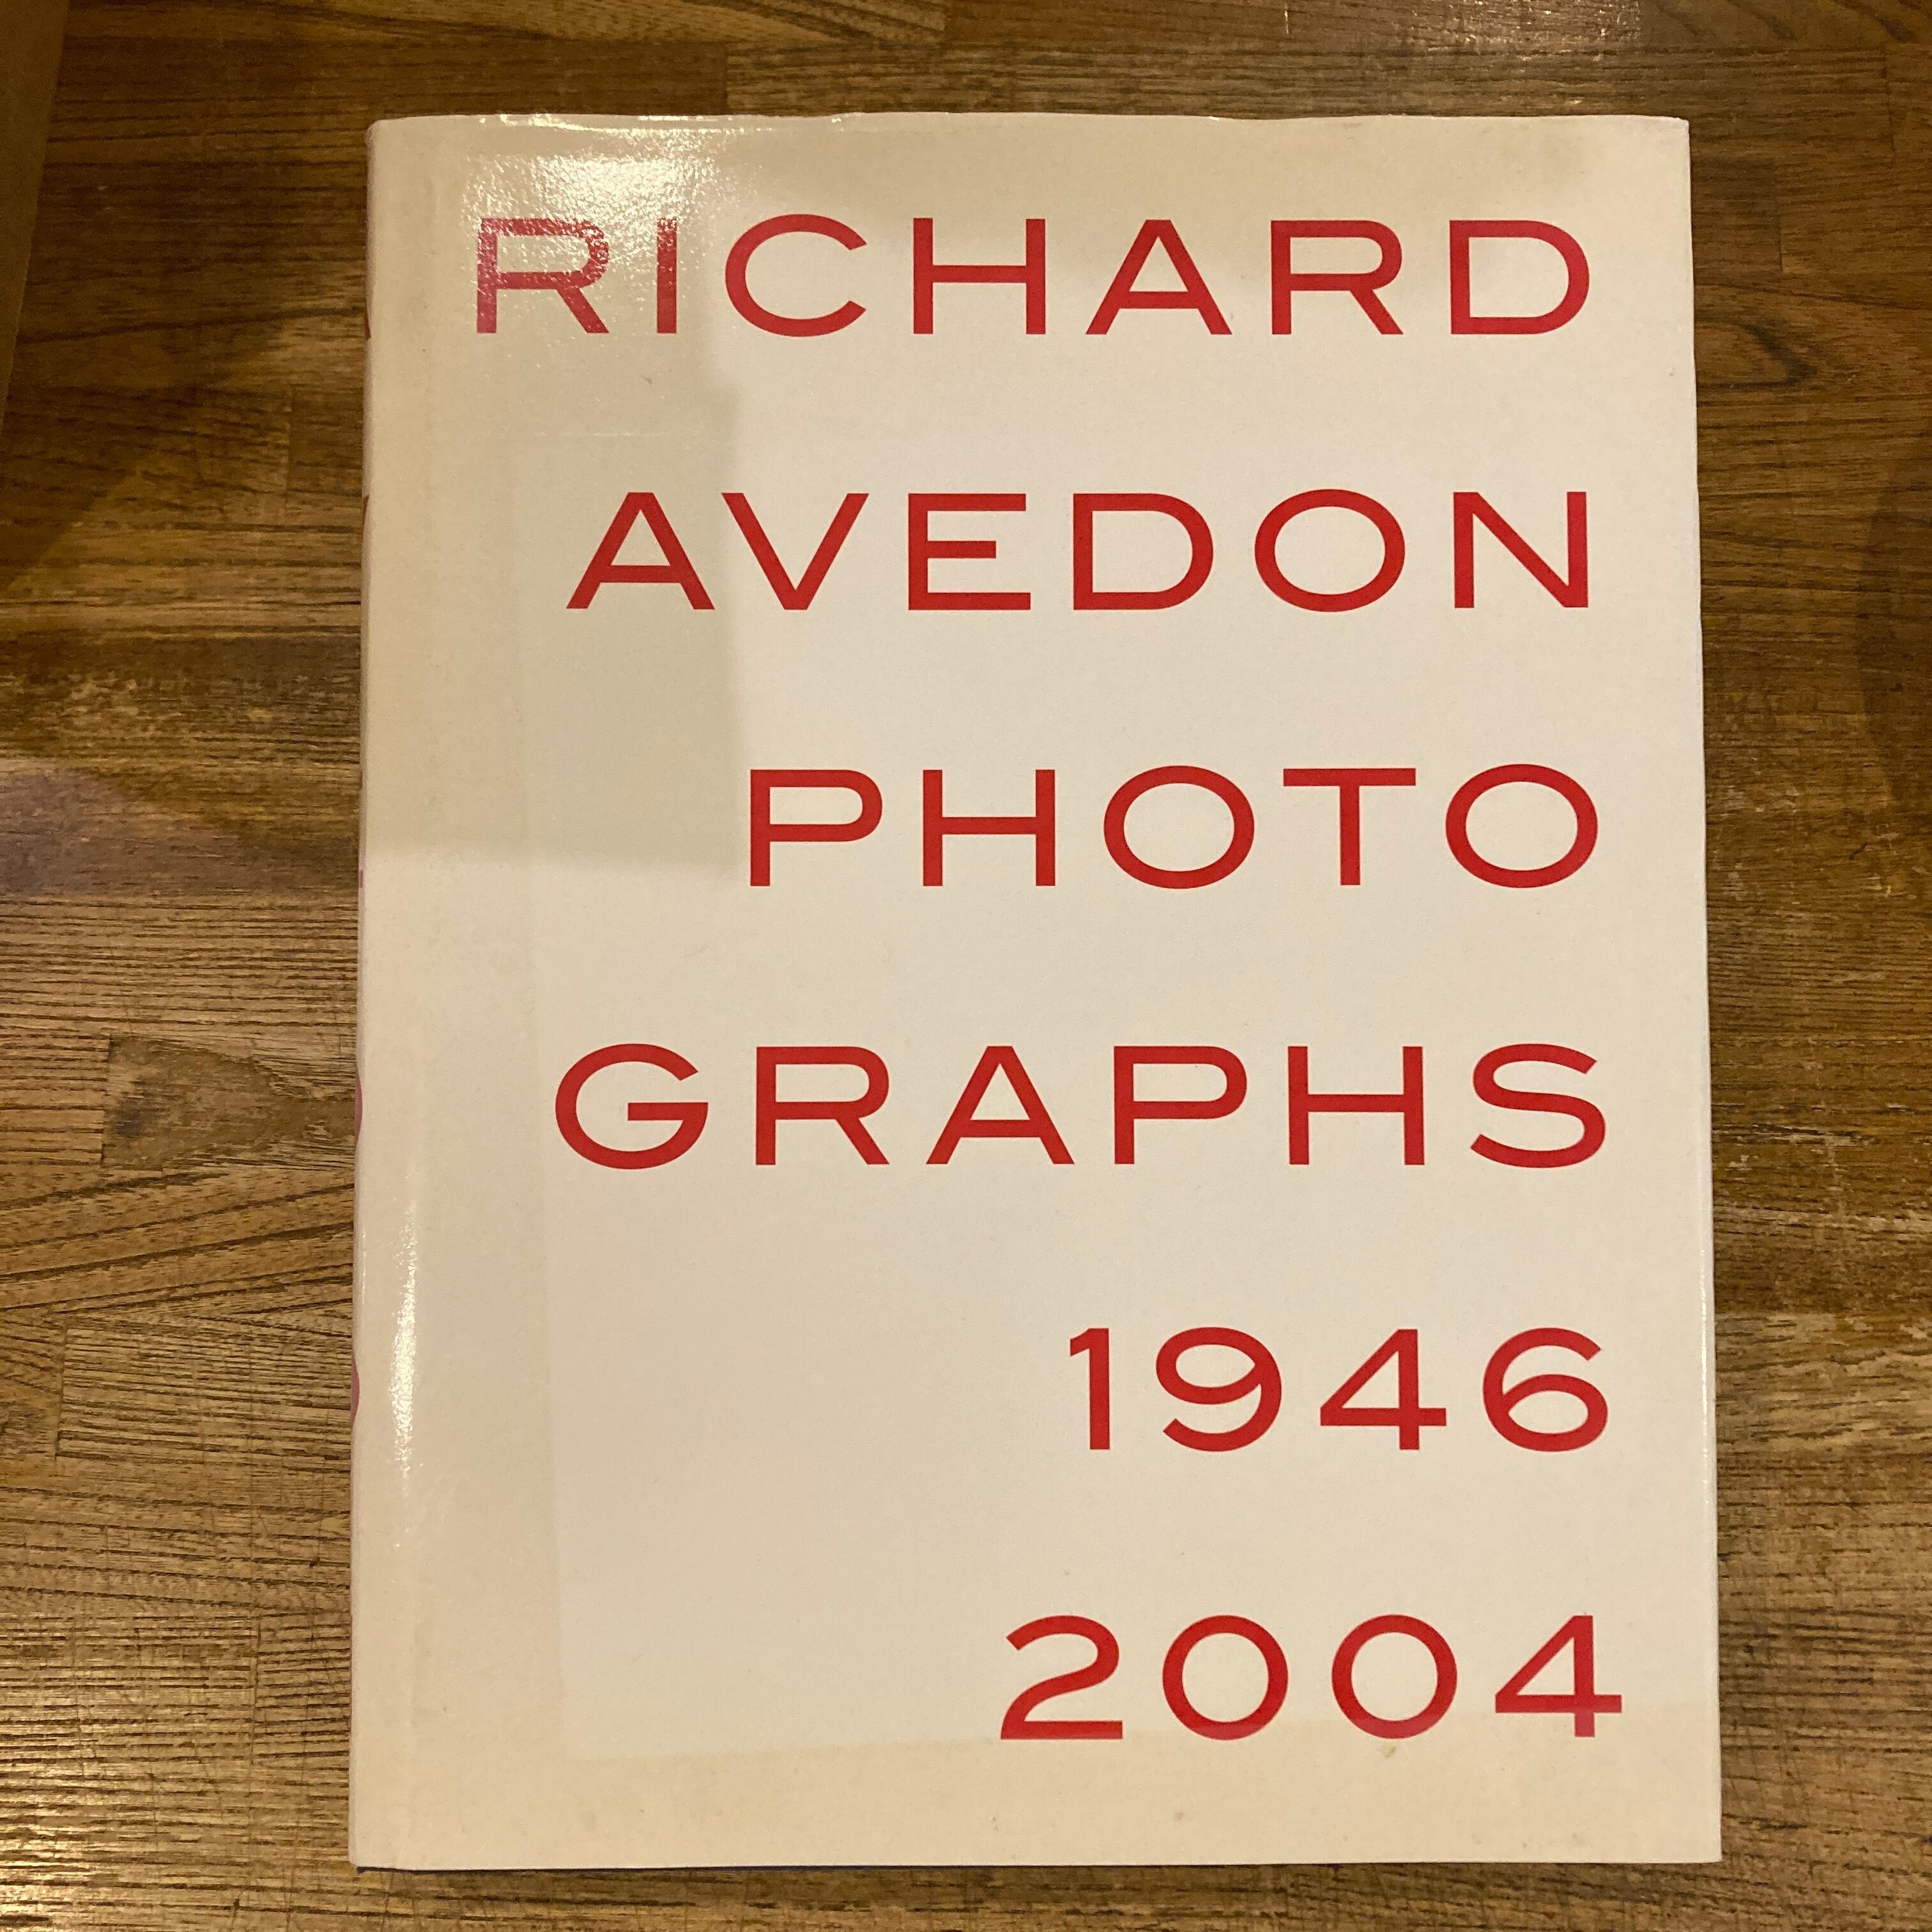 RICHARD
AVEDON
PHOTO
GRAPHS
1946
2004